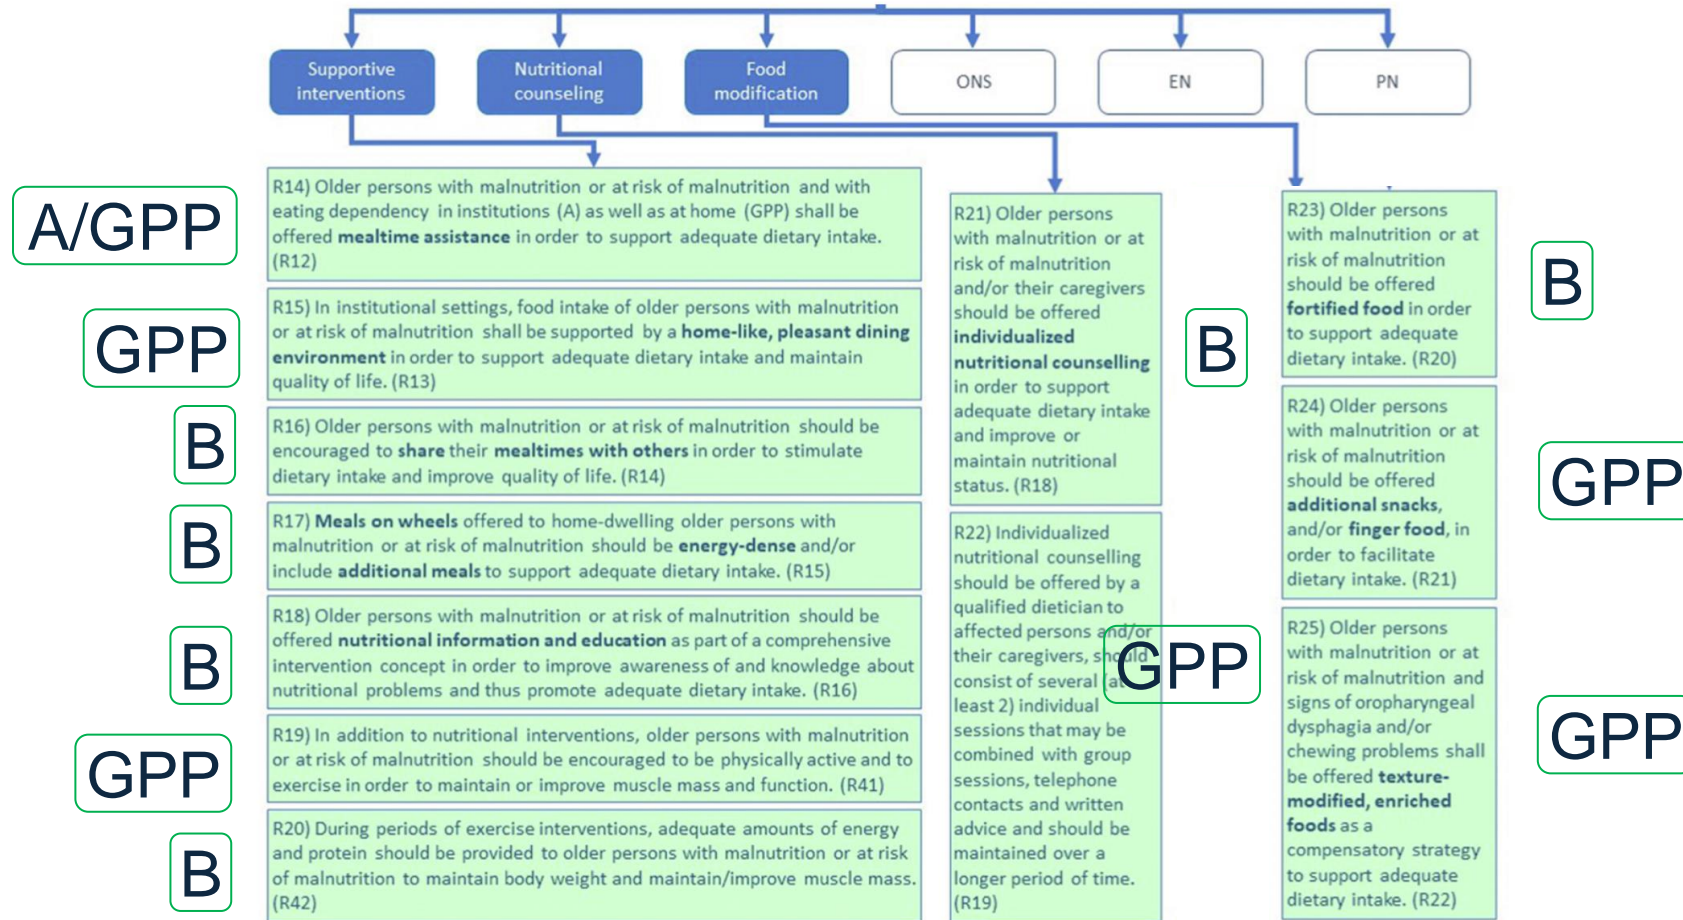 Supportive
interventions
Nutritional
counseling
Food
modification
ONS
EN
PN
A/GPP
R14) Older persons with malnutrition or at risk of malnutrition and with
eating dependency in institutions (A) as well as at home (GPP) shall be
offered mealtime assistance in order to support adequate dietary intake.
(R12)
GPP
R15) In institutional settings, food intake of older persons with malnutrition
or at risk of malnutrition shall be supported by a home-like, pleasant dining
environment in order to support adequate dietary intake and maintain
quality of life. (R13)
B
R16) Older persons with malnutrition or at risk of malnutrition should be
encouraged to share their mealtimes with others in order to stimulate
dietary intake and improve quality of life. (R14)
B
R17) Meals on wheels offered to home-dwelling older persons with
malnutrition or at risk of malnutrition should be energy-dense and/or
include additional meals to support adequate dietary intake. (R15)
B
R18) Older persons with malnutrition or at risk of malnutrition should be
offered nutritional information and education as part of a comprehensive
intervention concept in order to improve awareness of and knowledge about
nutritional problems and thus promote adequate dietary intake. (R16)
GPP
R19) In addition to nutritional interventions, older persons with malnutrition
or at risk of malnutrition should be encouraged to be physically active and to
exercise in order to maintain or improve muscle mass and function. (R41)
B
R20) During periods of exercise interventions, adequate amounts of energy
and protein should be provided to older persons with malnutrition or at risk
of malnutrition to maintain body weight and maintain/improve muscle mass.
(R42)
R21) Older persons
with malnutrition or at
risk of malnutrition
and/or their caregivers
should be offered
individualized
nutritional counselling
in order to support
adequate dietary intake
and improve or
maintain nutritional
status. (R18)
B
R22) Individualized
nutritional counselling
should be offered by a
qualified dietician to
affected persons and/or
their caregivers, should
consist of several (at
least 2) individual
sessions that may be
combined with group
sessions, telephone
contacts and written
advice and should be
maintained over a
longer period of time.
(R19)
GPP
R23) Older persons
with malnutrition or at
risk of malnutrition
should be offered
fortified food in order
to support adequate
dietary intake. (R20)
B
R24) Older persons
with malnutrition or at
risk of malnutrition
should be offered
additional snacks,
and/or finger food, in
order to facilitate
dietary intake. (R21)
GPP
R25) Older persons
with malnutrition or at
risk of malnutrition and
signs of oropharyngeal
dysphagia and/or
chewing problems shall
be offered texture-
modified, enriched
foods as a
compensatory strategy
to support adequate
dietary intake. (R22)
GPP